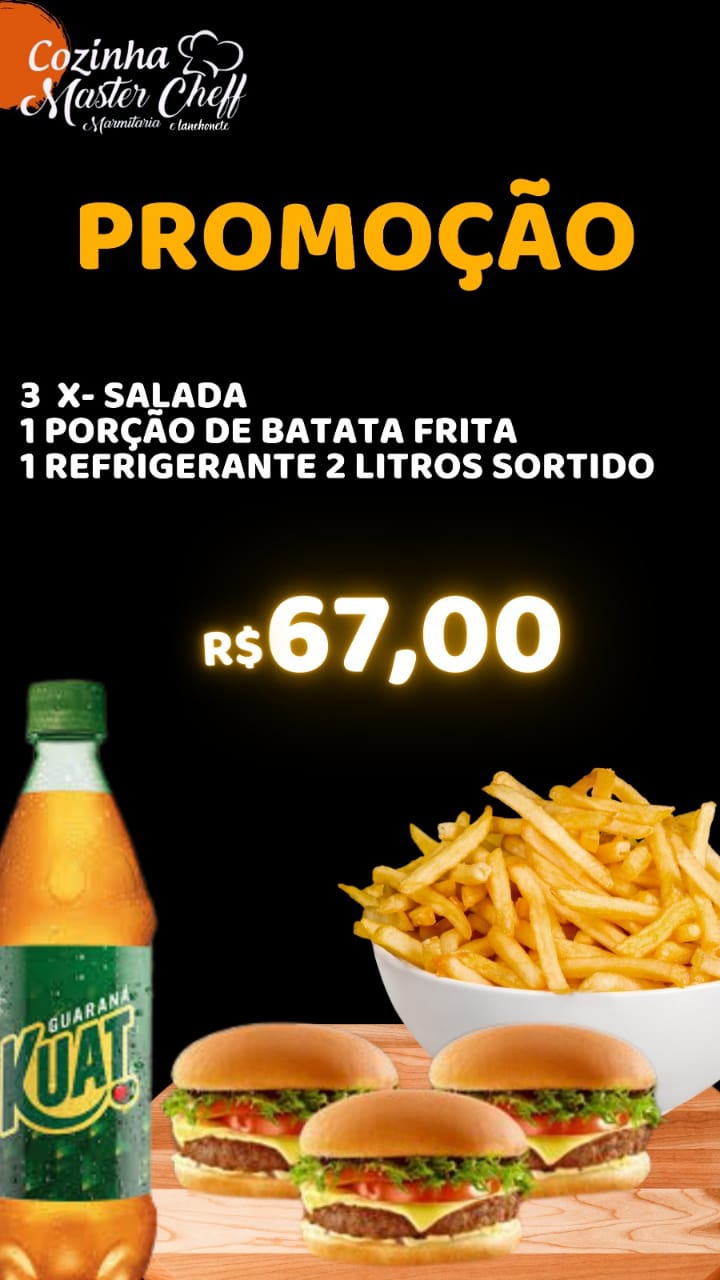 Cozinha
Master Cheff
Marmitaria e lanchonete
PROMOÇÃO
3 X- SALADA
1 PORÇÃO DE BATATA FRITA
1 REFRIGERANTE 2 LITROS SORTIDO
R$67,00
GUARANÁ
KUAT